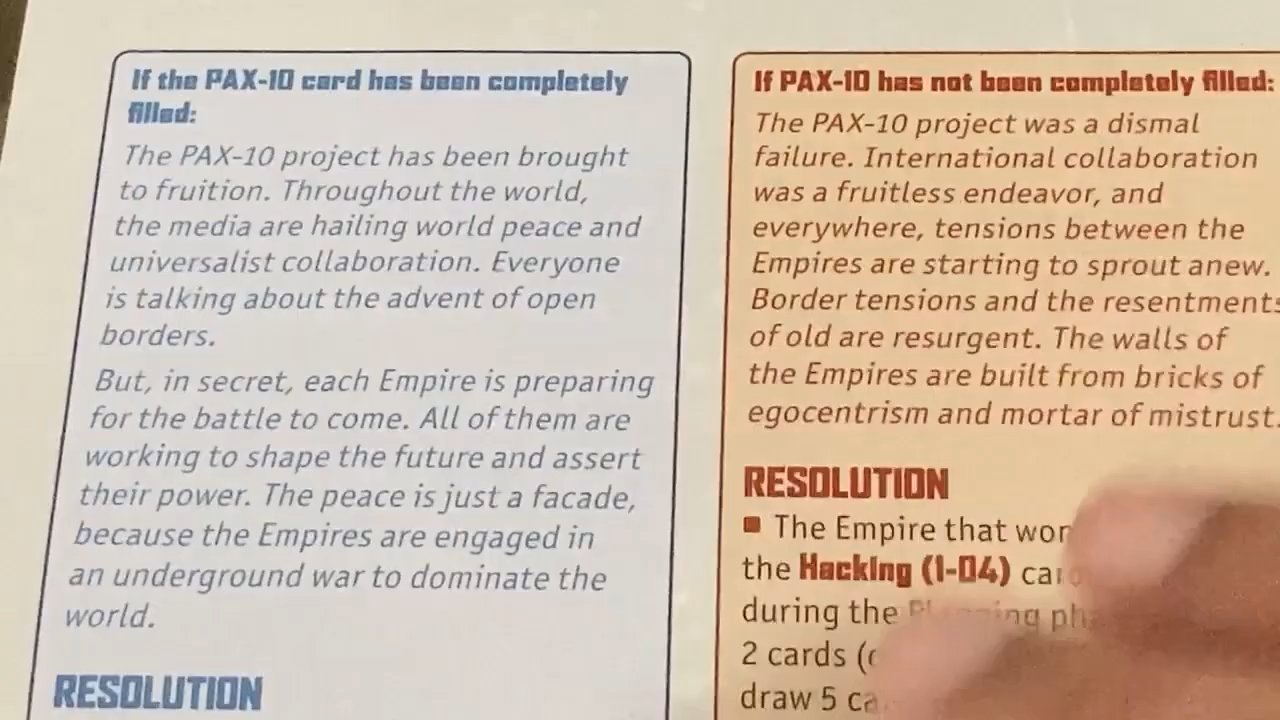 If the PAX-10 card has been completely
filled:
The PAX-10 project has been brought
to fruition. Throughout the world,
the media are hailing world peace and
universalist collaboration. Everyone
is talking about the advent of open
borders.
But, in secret, each Empire is preparing
for the battle to come. All of them are
working to shape the future and assert
their power. The peace is just a facade,
because the Empires are engaged in
an underground war to dominate the
world.
RESOLUTION
If PAX-10 has not been completely filled:
The PAX-10 project was a dismal
failure. International collaboration
was a fruitless endeavor, and
everywhere, tensions between the
Empires are starting to sprout anew.
Border tensions and the resentments
of old are resurgent. The walls of
the Empires are built from bricks of
egocentrism and mortar of mistrust.
RESOLUTION
■ The Empire that won
the Hacking (1-04)
during the Planning
2 cards
draw 5